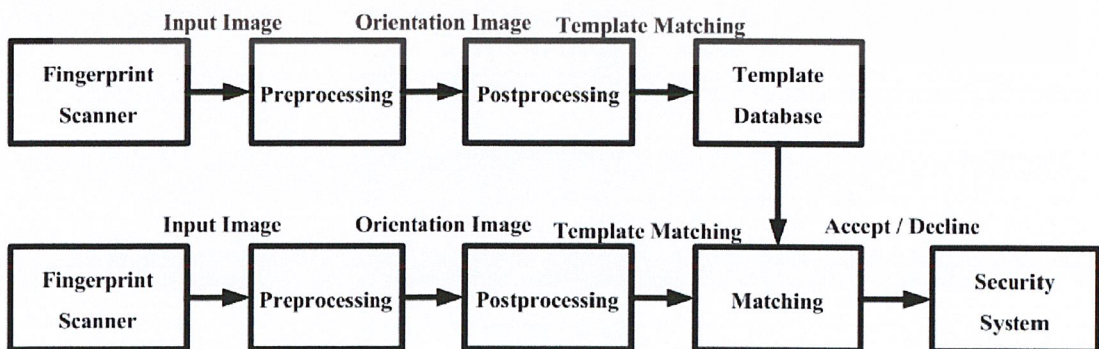 Input Image
Orientation Image
Template Matching
Fingerprint
Scanner
Preprocessing
Postprocessing
Template
Database
Input Image
Orientation Image
Template Matching
Accept / Decline
Fingerprint
Scanner
Preprocessing
Postprocessing
Matching
Security
System